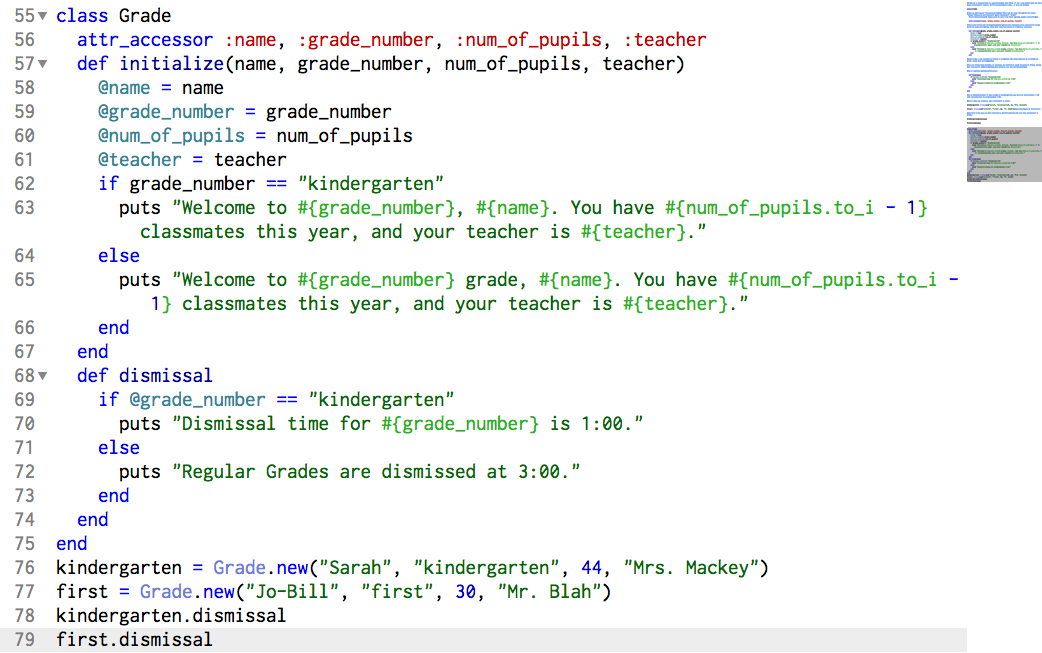 55 class Grade
56 attr_accessor :name, :grade_number, :num_of_pupils, :teacher
57 def initialize(name, grade_number, num_of_pupils, teacher)
58 @name = name
59 @grade_number = grade_number
60 @num_of_pupils = num_of_pupils
61 @teacher = teacher
62 if grade_number == "kindergarten"
63 puts "Welcome to #{grade_number}, #{name}. You have #{num_of_pupils.to_i - 1}
classmates this year, and your teacher is #{teacher}."
64 else
65 puts "Welcome to #{grade_number} grade, #{name}. You have #{num_of_pupils.to_i -
1} classmates this year, and your teacher is #{teacher}."
66 end
67 end
68 def dismissal
69 if @grade_number == "kindergarten"
70 puts "Dismissal time for #{grade_number} is 1:00."
71 else
72 puts "Regular Grades are dismissed at 3:00."
73 end
74 end
75 end
76 kindergarten = Grade.new("Sarah", "kindergarten", 44, "Mrs. Mackey")
77 first = Grade.new("Jo-Bill", "first", 30, "Mr. Blah")
78 kindergarten.dismissal
79 first.dismissal